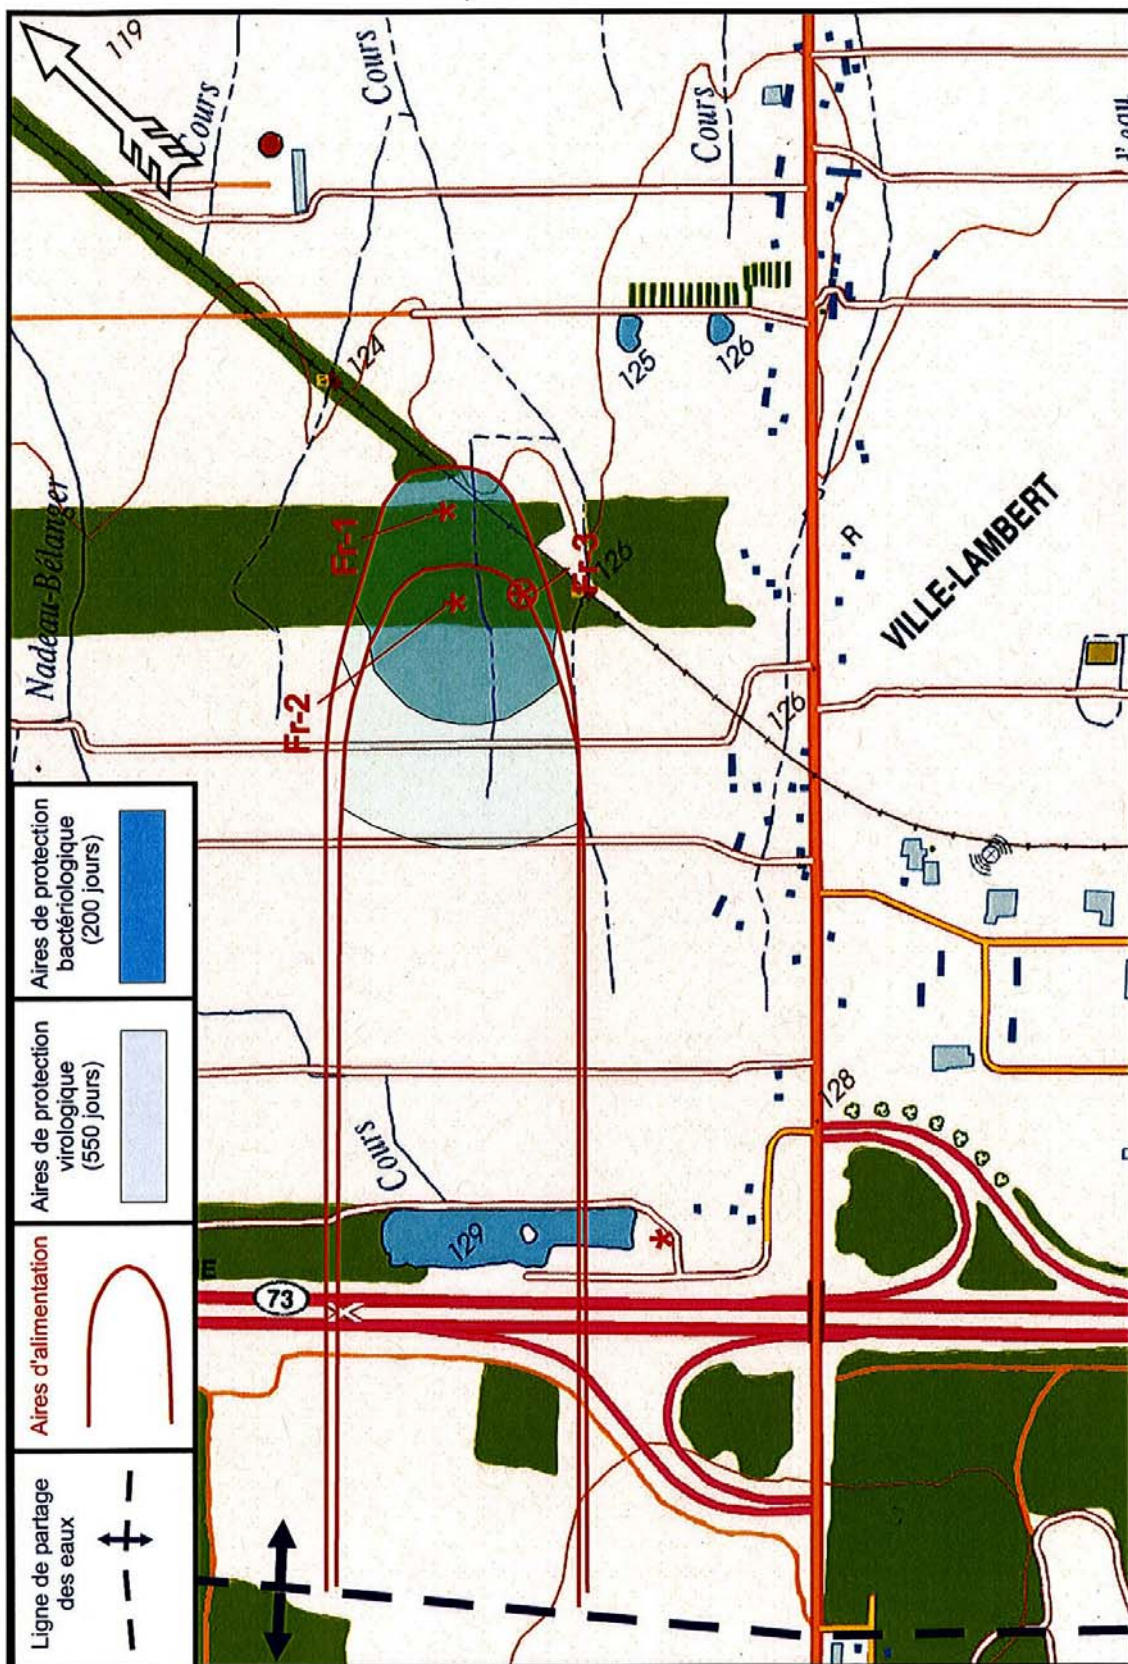 119
Cours
Cours
Cours
l'eau
124
125
126
Nadeau-Bélanger
Fr-1
Fr-2
Fr-3
126
R
VILLE-LAMBERT
126
128
Cours
129
E
73
Aires de protection
bactériologique
(200 jours)
Aires de protection
virologique
(550 jours)
Aires d'alimentation
Ligne de partage
des eaux